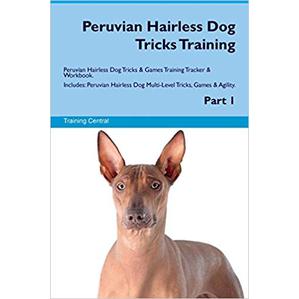 Peruvian Hairless Dog
Tricks Training
Peruvian Hairless Dog Tricks & Games Training Tracker &
Workbook.
Includes: Peruvian Hairless Dog Multi-Level Tricks, Games & Agility.
Part 1
Training Central